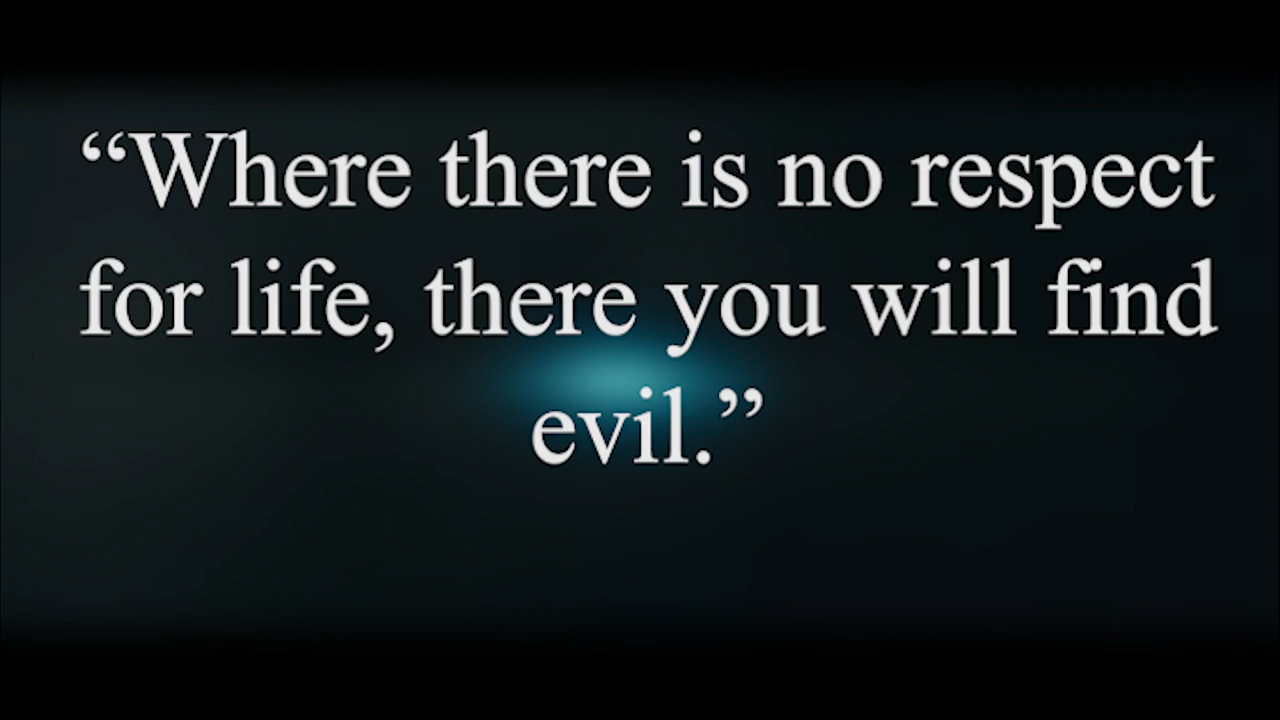 “Where there is no respect
for life, there you will find
evil.”